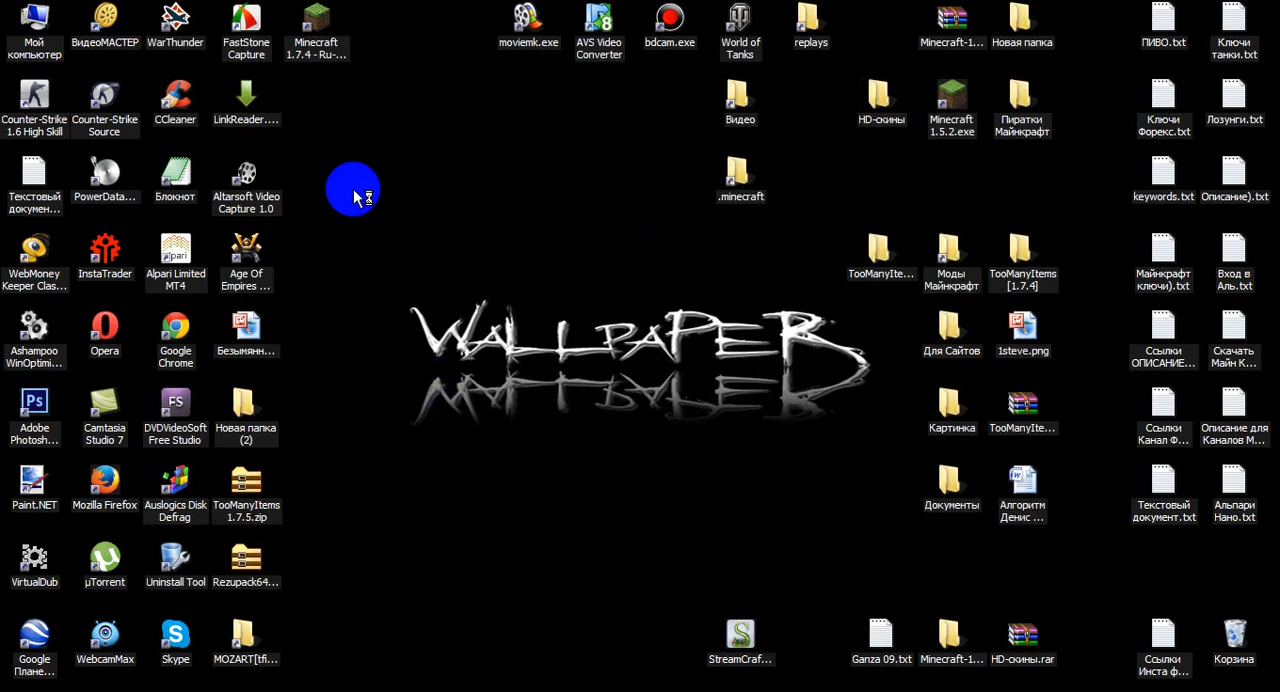 Мой
компьютер
ВидеоМАСТЕР
WarThunder
FastStone
Capture
Minecraft
1.7.4 - Ru-...
moviemk.exe
AVS Video
Converter
bdcam.exe
World of
Tanks
replays
Minecraft-1...
Новая папка
ПИВО.txt
Ключи
танки.txt
Counter-Strike
1.6 High Skill
Counter-Strike
Source
CCleaner
LinkReader....
Видео
HD-скины
Minecraft
1.5.2.exe
Пиратки
Майнкрафт
Ключи
Форекс.txt
Лозунги.txt
Текстовый
докумен...
PowerData...
Блокнот
Altarsoft Video
Capture 1.0
.minecraft
keywords.txt
Описание).txt
WebMoney
Keeper Clas...
InstaTrader
Alpari Limited
MT4
Age Of
Empires ...
TooManyIte...
Моды
Майнкрафт
TooManyItems
[1.7.4]
Майнкрафт
ключи).txt
Вход в
Аль.txt
WALLPAPER
Ashampoo
WinOptimi...
Opera
Google
Chrome
Безымянн...
Для Сайтов
1steve.png
Ссылки
ОПИСАНИЕ...
Скачать
Майн К...
Adobe
Photosh...
Camtasia
Studio 7
DVDVideoSoft
Free Studio
Новая папка
(2)
Картинка
TooManyIte...
Ссылки
Канал Ф...
Описание для
Каналов М...
Paint.NET
Mozilla Firefox
Auslogics Disk
Defrag
TooManyItems
1.7.5.zip
Документы
Алгоритм
Денис ...
Текстовый
документ.txt
Альпари
Нано.txt
VirtualDub
µTorrent
Uninstall Tool
Rezupack64...
Google
Плане...
WebcamMax
Skype
MOZART[tfi...
StreamCraf...
Ganza 09.txt
Minecraft-1...
HD-скины.rar
Ссылки
Инста ф...
Корзина